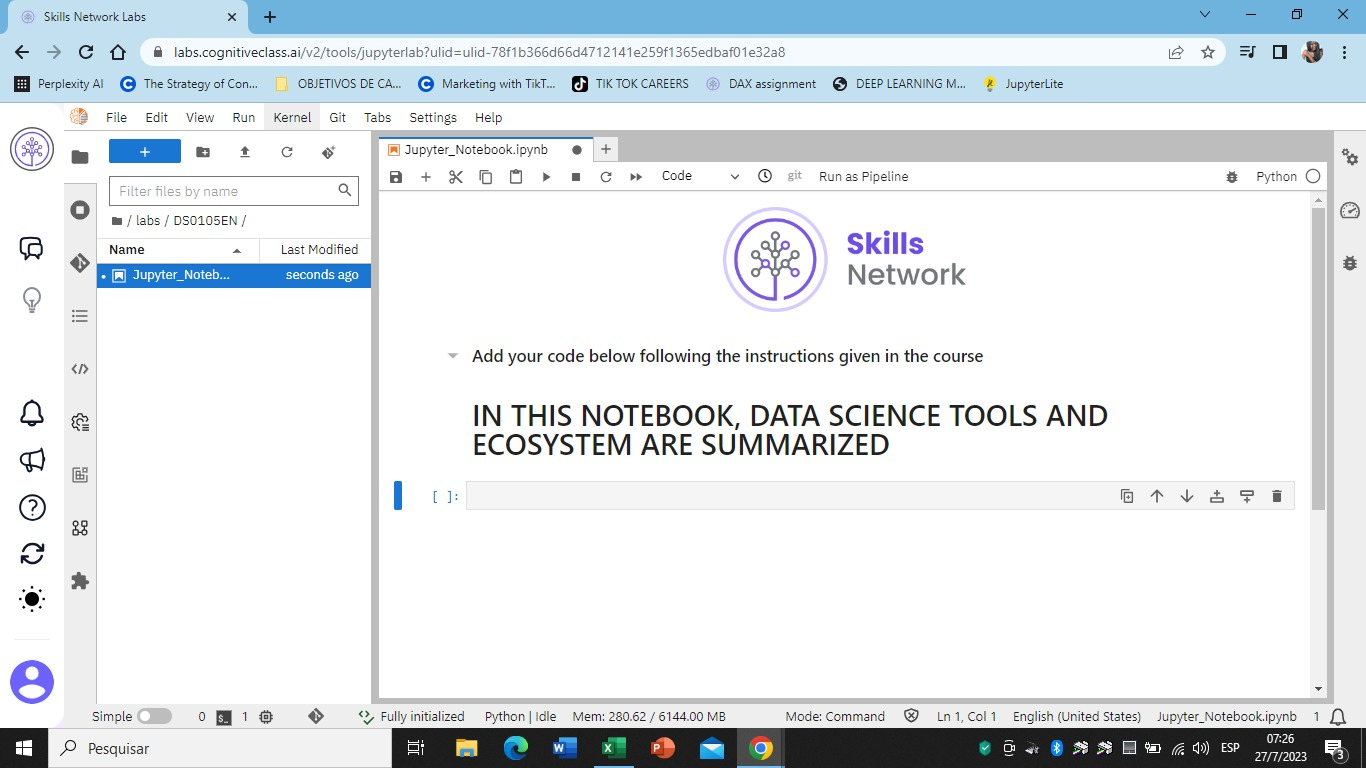 Skills Network Labs
labs.cognitiveclass.ai/v2/tools/jupyterlab?ulid=ulid-78f1b366d66d4712141e259f1365edbaf01e32a8
Perplexity AI The Strategy of Con... OBJETIVOS DE CA... Marketing with TikT... TIK TOK CAREERS DAX assignment DEEP LEARNING M... JupyterLite
File Edit View Run Kernel Git Tabs Settings Help
Jupyter_Notebook.ipynb
Code git Run as Pipeline Python
Filter files by name
/ labs / DS0105EN /
Name Last Modified
Jupyter_Noteb... seconds ago
Skills
Network
Add your code below following the instructions given in the course
IN THIS NOTEBOOK, DATA SCIENCE TOOLS AND
ECOSYSTEM ARE SUMMARIZED
[ ]:
Simple 0 $_ 1 Fully initialized Python | Idle Mem: 280.62 / 6144.00 MB Mode: Command Ln 1, Col 1 English (United States) Jupyter_Notebook.ipynb 1
Pesquisar ESP 07:26
27/7/2023 3